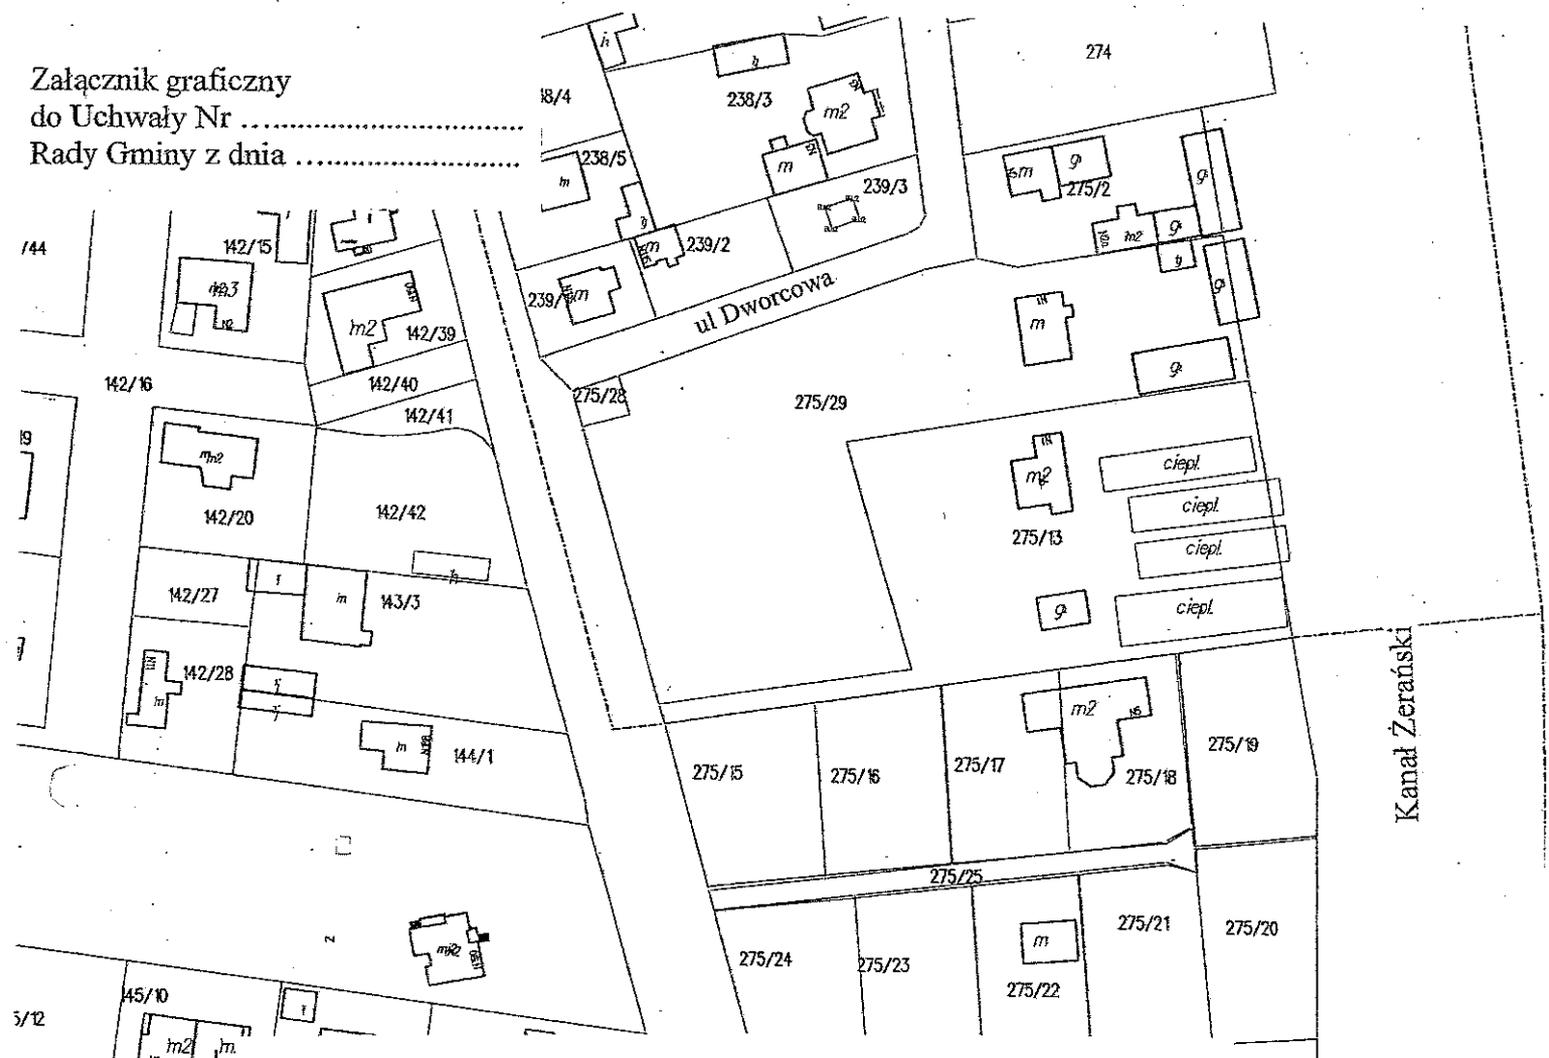 Załącznik graficzny
do Uchwały Nr .......................................
Rady Gminy z dnia ...............................
h
g
274
238/3
m2
238/5
m
m
g
275/2
g
239/3
m2
g
g
142/15
/44
m
239/2
239/
m
ul Dworcowa
m
g
m2
142/39
142/40
142/16
142/41
275/28
275/29
g
m2
ciepl.
ciepl.
ciepl.
ciepl.
142/20
142/42
275/13
142/27
m
143/3
g
142/28
m
m
144/1
275/15
275/16
275/17
m2
275/18
275/19
Kanał Żerański
275/25
275/24
275/23
m
275/22
275/21
275/20
45/10
5/12
m2
m